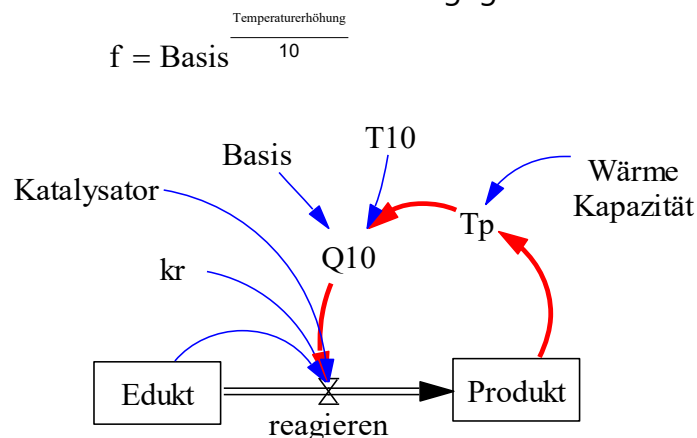 Temperaturerhöhung
f = Basis
10
T10
Basis
Wärme
Kapazität
Katalysator
Tp
Q10
kr
Edukt
Produkt
reagieren